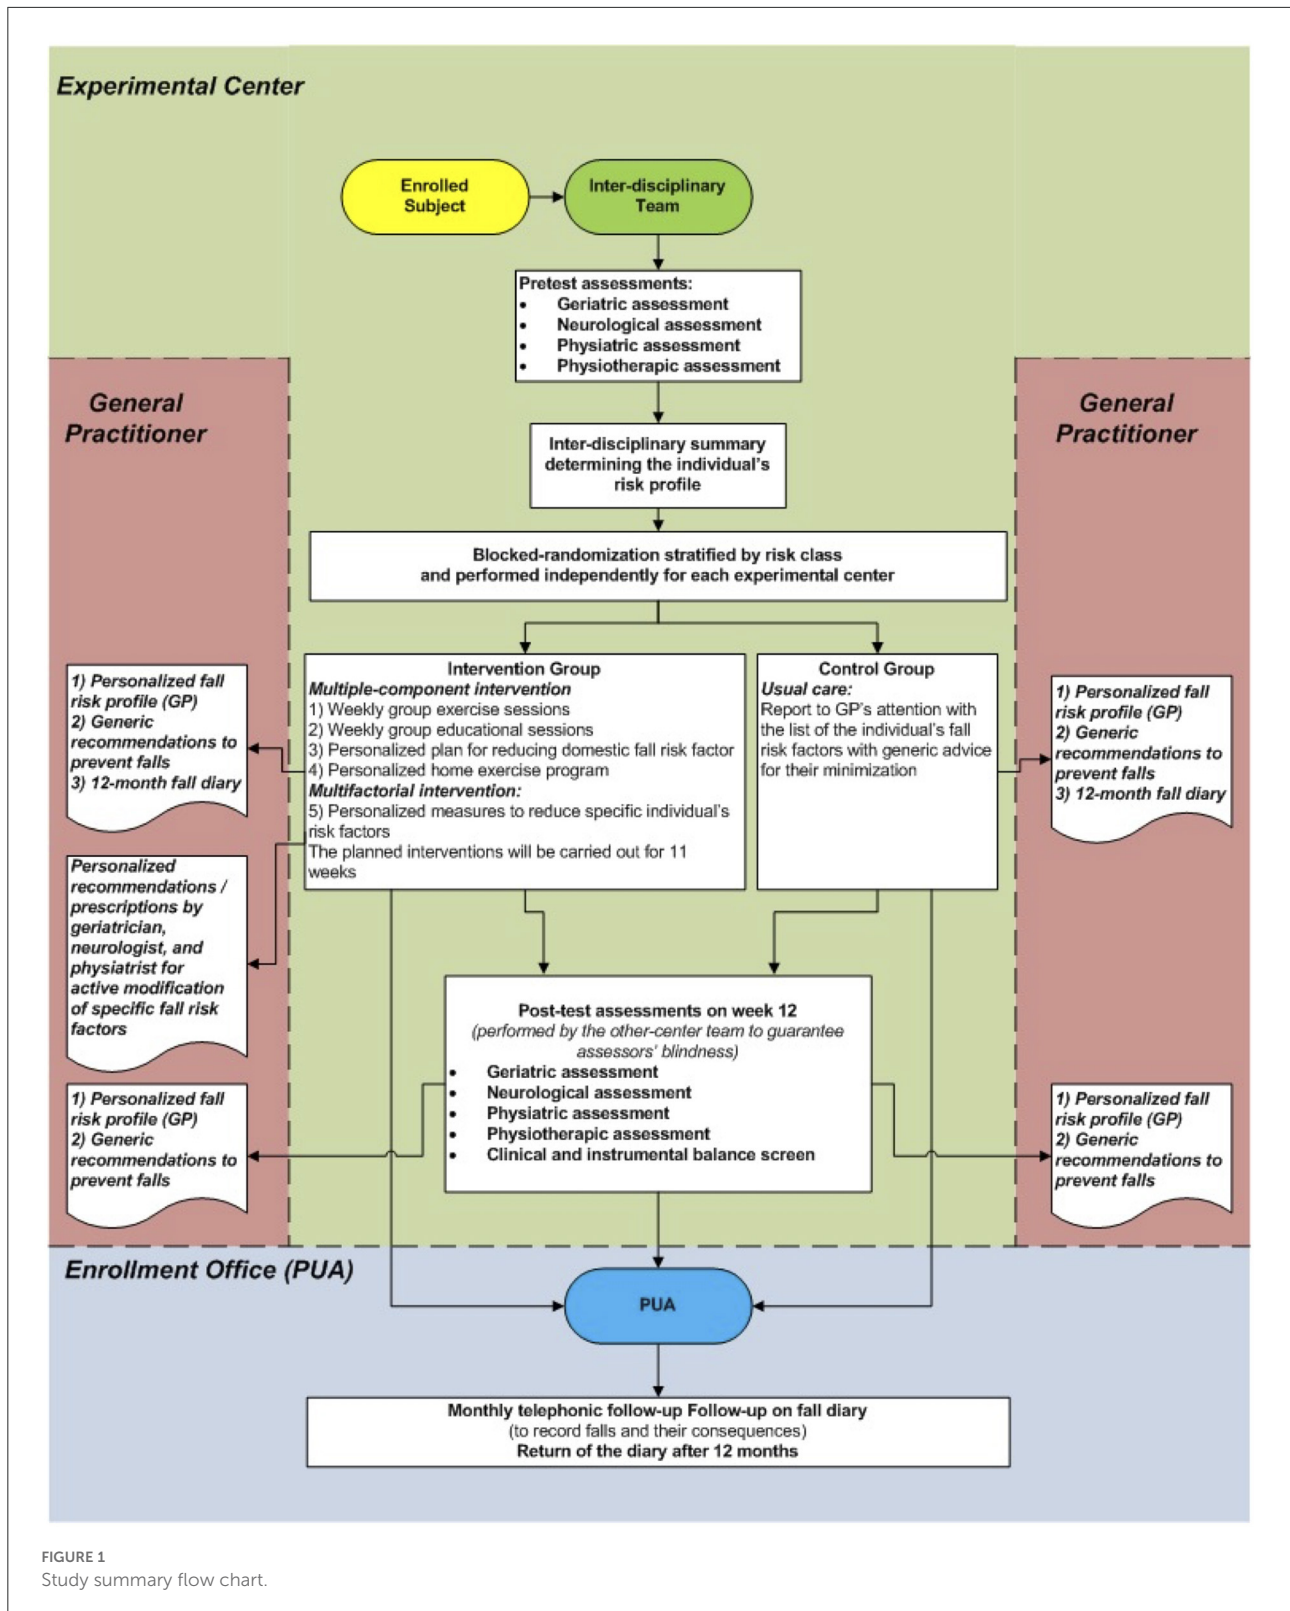 Experimental Center
Enrolled
Subject
Inter-disciplinary
Team
Pretest assessments:
• Geriatric assessment
• Neurological assessment
• Physiatric assessment
• Physiotherapic assessment
General
Practitioner
General
Practitioner
Inter-disciplinary summary
determining the individual's
risk profile
Blocked-randomization stratified by risk class
and performed independently for each experimental center
1) Personalized fall
risk profile (GP)
2) Generic
recommendations to
prevent falls
3) 12-month fall diary
Intervention Group
Multiple-component intervention
1) Weekly group exercise sessions
2) Weekly group educational sessions
3) Personalized plan for reducing domestic fall risk factor
4) Personalized home exercise program
Multifactorial intervention:
5) Personalized measures to reduce specific individual's
risk factors
The planned interventions will be carried out for 11
weeks
Control Group
Usual care:
Report to GP's attention with
the list of the individual's fall
risk factors with generic advice
for their minimization
1) Personalized fall
risk profile (GP)
2) Generic
recommendations to
prevent falls
3) 12-month fall diary
Personalized
recommendations /
prescriptions by
geriatrician,
neurologist, and
physiatrist for
active modification
of specific fall risk
factors
Post-test assessments on week 12
(performed by the other-center team to guarantee
assessors' blindness)
• Geriatric assessment
• Neurological assessment
• Physiatric assessment
• Physiotherapic assessment
• Clinical and instrumental balance screen
1) Personalized fall
risk profile (GP)
2) Generic
recommendations to
prevent falls
1) Personalized fall
risk profile (GP)
2) Generic
recommendations to
prevent falls
Enrollment Office (PUA)
PUA
Monthly telephonic follow-up Follow-up on fall diary
(to record falls and their consequences)
Return of the diary after 12 months
FIGURE 1
Study summary flow chart.